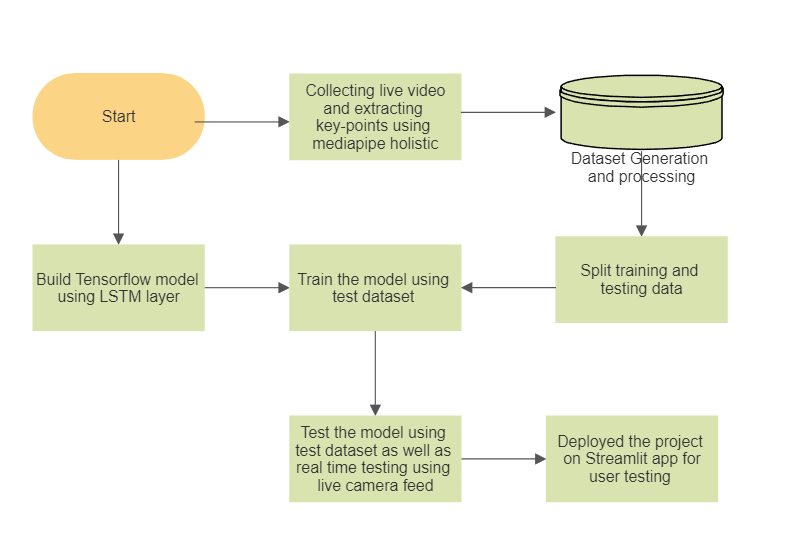 Start
Collecting live video
and extracting
key-points using
mediapipe holistic
Dataset Generation
and processing
Build Tensorflow model
using LSTM layer
Train the model using
test dataset
Split training and
testing data
Test the model using
test dataset as well as
real time testing using
live camera feed
Deployed the project
on Streamlit app for
user testing